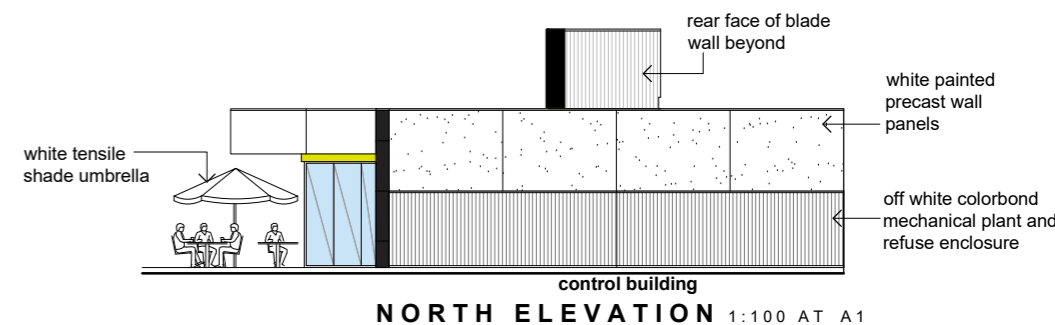 rear face of blade
wall beyond
white painted
precast wall
panels
white tensile
shade umbrella
off white colorbond
mechanical plant and
refuse enclosure
control building
NORTH ELEVATION 1:100 AT A1